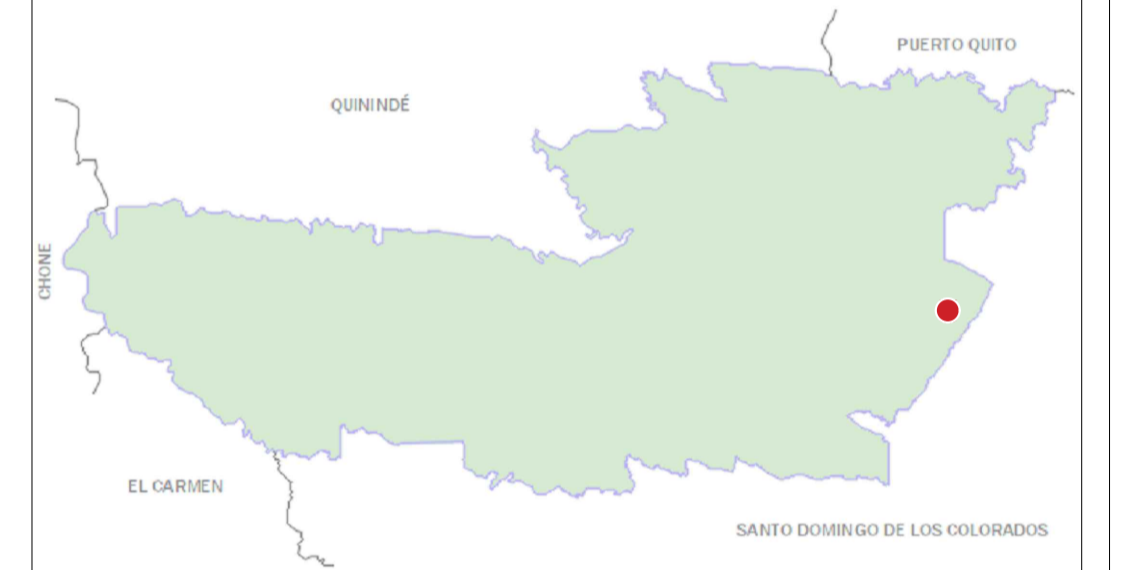 PUERTO QUITO
QUININDÉ
CHONE
EL CARMEN
SANTO DOMINGO DE LOS COLORADOS